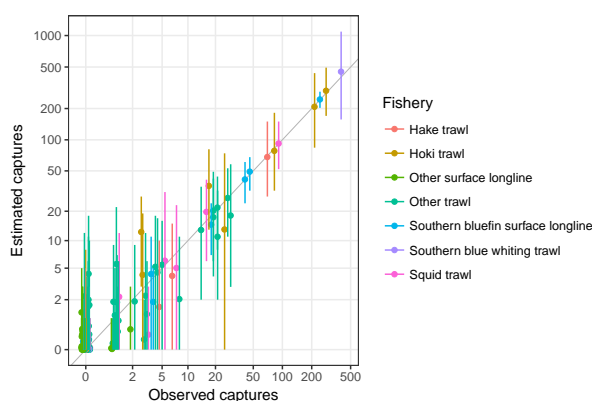 1000
500
200
100
50
20
10
5
2
0
0
2
5
10
20
50
100
200
500
Estimated captures
Observed captures
Fishery
Hake trawl
Hoki trawl
Other surface longline
Other trawl
Southern bluefin surface longline
Southern blue whiting trawl
Squid trawl